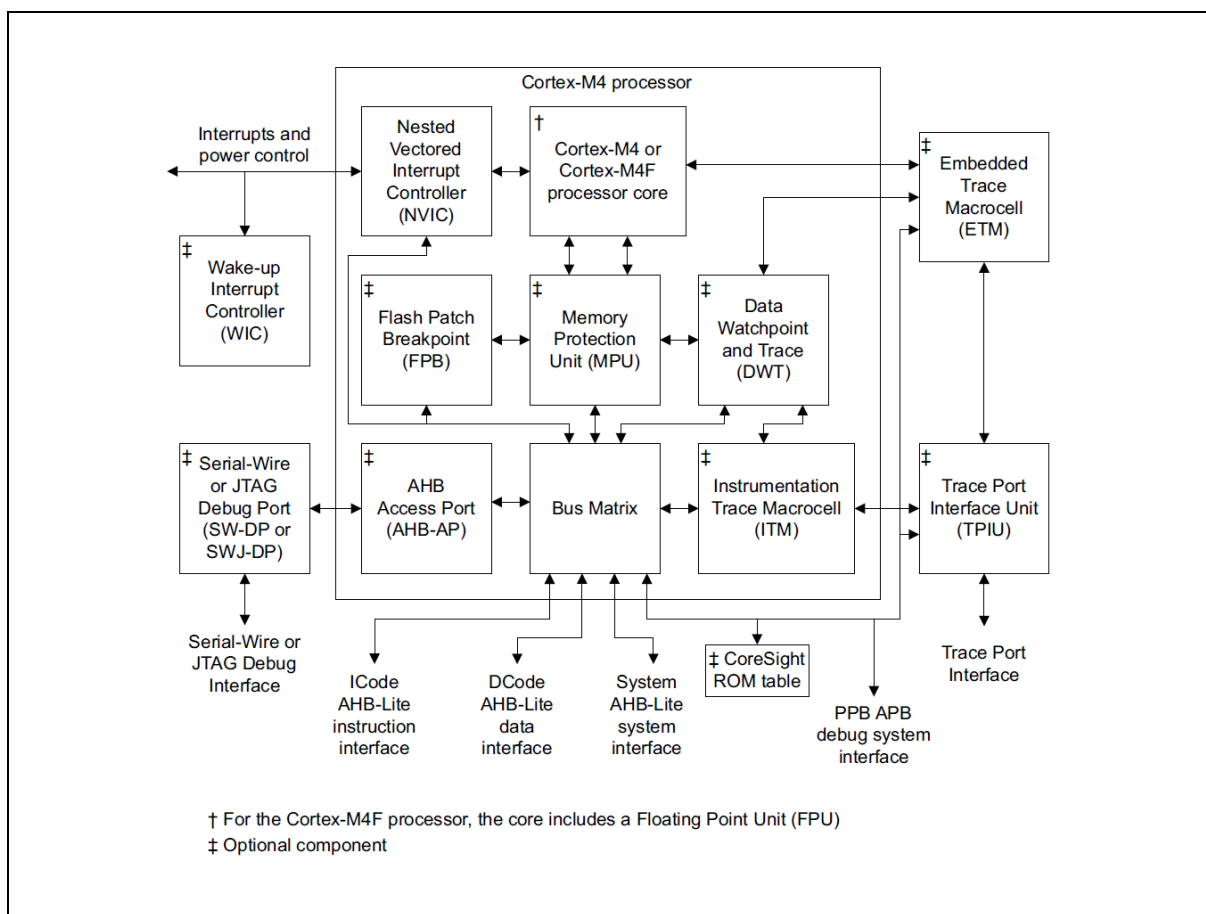 Cortex-M4 processor
Interrupts and
power control
Nested
Vectored
Interrupt
Controller
(NVIC)
†
Cortex-M4 or
Cortex-M4F
processor core
‡
Embedded
Trace
Macrocell
(ETM)
‡
Wake-up
Interrupt
Controller
(WIC)
‡
Flash Patch
Breakpoint
(FPB)
‡
Memory
Protection
Unit (MPU)
‡
Data
Watchpoint
and Trace
(DWT)
‡
Serial-Wire
or JTAG
Debug Port
(SW-DP or
SWJ-DP)
‡
AHB
Access Port
(AHB-AP)
Bus Matrix
‡
Instrumentation
Trace Macrocell
(ITM)
‡
Trace Port
Interface Unit
(TPIU)
Serial-Wire or
JTAG Debug
Interface
ICode
AHB-Lite
instruction
interface
DCode
AHB-Lite
data
interface
System
AHB-Lite
system
interface
‡ CoreSight
ROM table
PPB APB
debug system
interface
Trace Port
Interface
† For the Cortex-M4F processor, the core includes a Floating Point Unit (FPU)
‡ Optional component